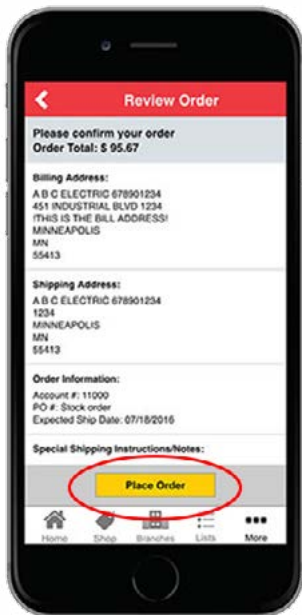 Review Order
Please confirm your order
Order Total: $ 95.67
Billing Address:
A B C ELECTRIC 678901234
451 INDUSTRIAL BLVD 1234
!THIS IS THE BILL ADDRESS!
MINNEAPOLIS
MN
55413
Shipping Address:
A B C ELECTRIC 678901234
1234
MINNEAPOLIS
MN
55413
Order Information:
Account #: 11000
PO #: Stock order
Expected Ship Date: 07/18/2016
Special Shipping Instructions/Notes:
Place Order
Home Shop Branches Lists More